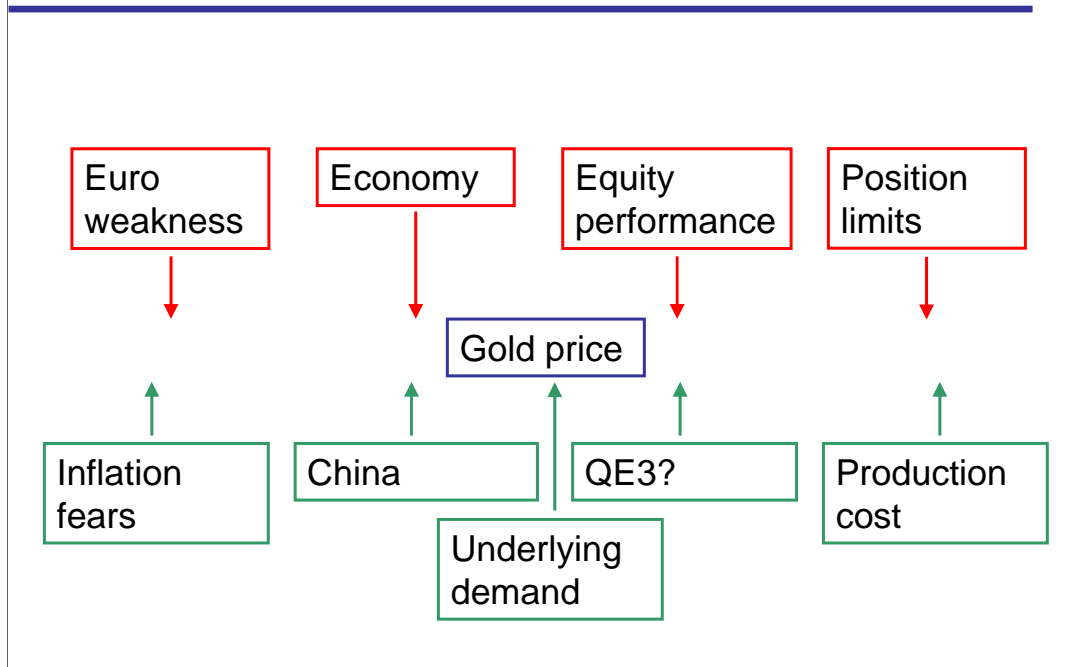 Euro
weakness
Economy
Equity
performance
Position
limits
Gold price
Inflation
fears
China
QE3?
Production
cost
Underlying
demand